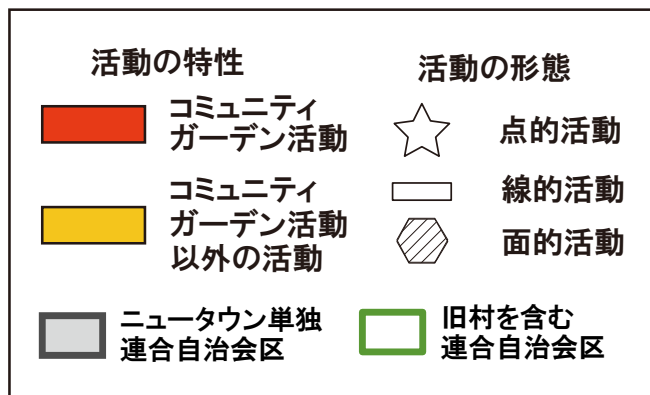 活動の特性
コミュニティ
ガーデン活動
コミュニティ
ガーデン活動
以外の活動
活動の形態
点的活動
線的活動
面的活動
ニュータウン単独
連合自治会区
旧村を含む
連合自治会区